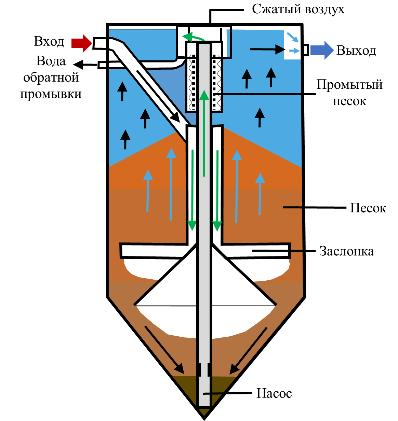 Сжатый воздух
Вход
Выход
Вода
обратной
промывки
Промытый
песок
Песок
Заслонка
Насос